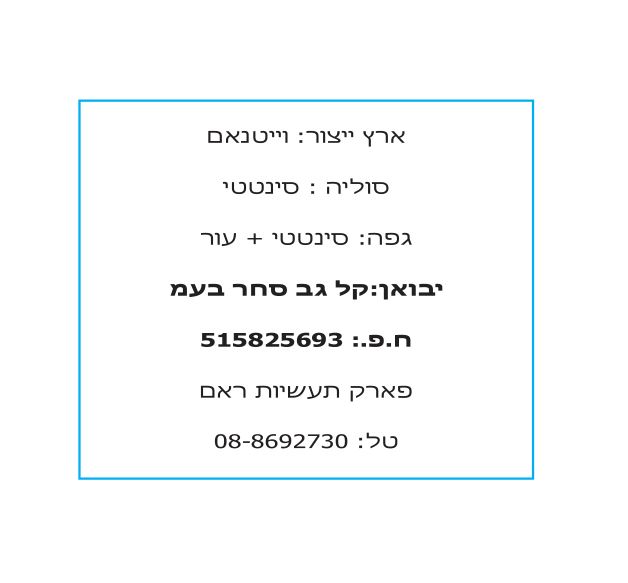 ארץ ייצור: וייטנאם
סוליה : סינטטי
גפה: סינטטי + עור
יבואן:קל גב סחר בעמ
ח.פ.: 515825693
פארק תעשיות ראם
טל: 08-8692730